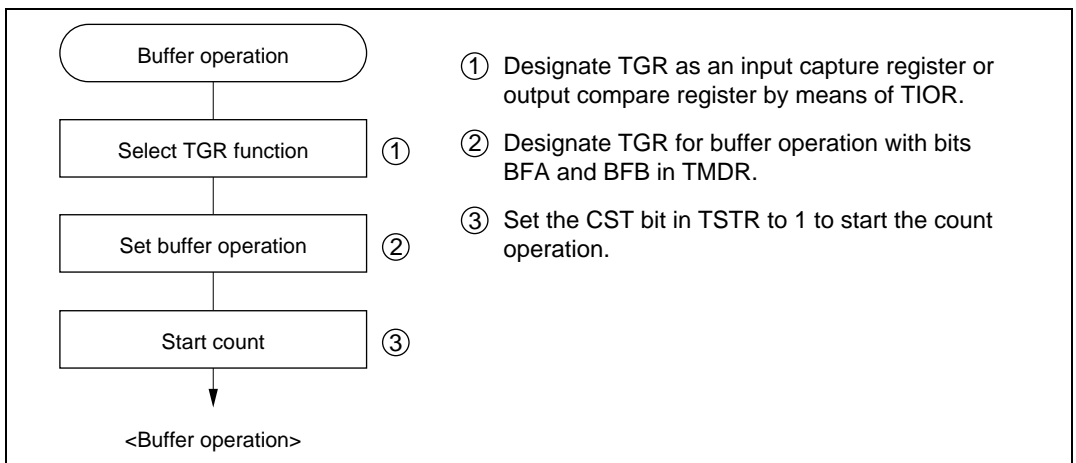 Buffer operation
Select TGR function
①
Set buffer operation
②
Start count
③
<Buffer operation>
① Designate TGR as an input capture register or
output compare register by means of TIOR.
② Designate TGR for buffer operation with bits
BFA and BFB in TMDR.
③ Set the CST bit in TSTR to 1 to start the count
operation.